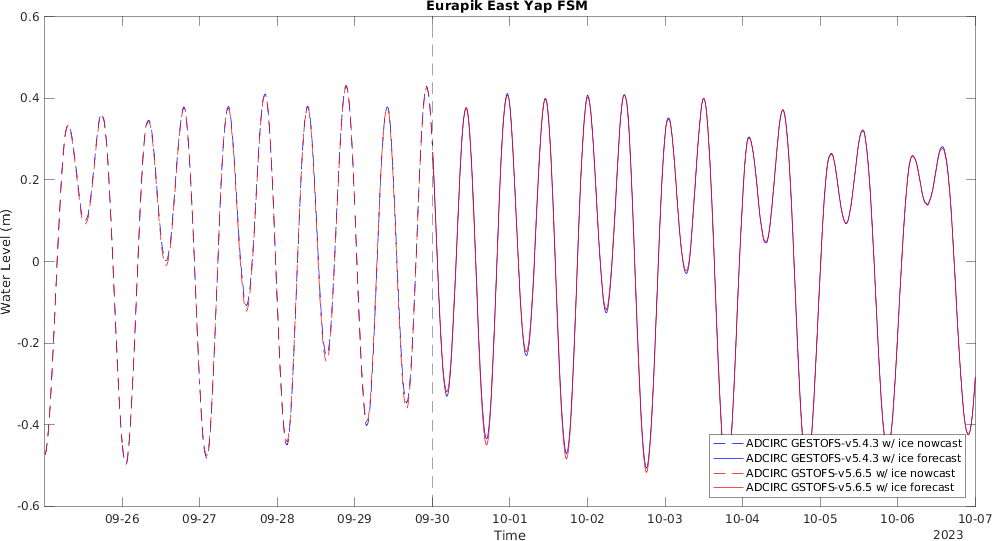 Eurapik East Yap FSM
0.6
0.4
0.2
0
-0.2
-0.4
-0.6
Water Level (m)
ADCIRC GESTOFS-v5.4.3 w/ ice nowcast
ADCIRC GESTOFS-v5.4.3 w/ ice forecast
ADCIRC GSTOFS-v5.6.5 w/ ice nowcast
ADCIRC GSTOFS-v5.6.5 w/ ice forecast
09-26 09-27 09-28 09-29 09-30 10-01 10-02 10-03 10-04 10-05 10-06 10-07
Time
2023